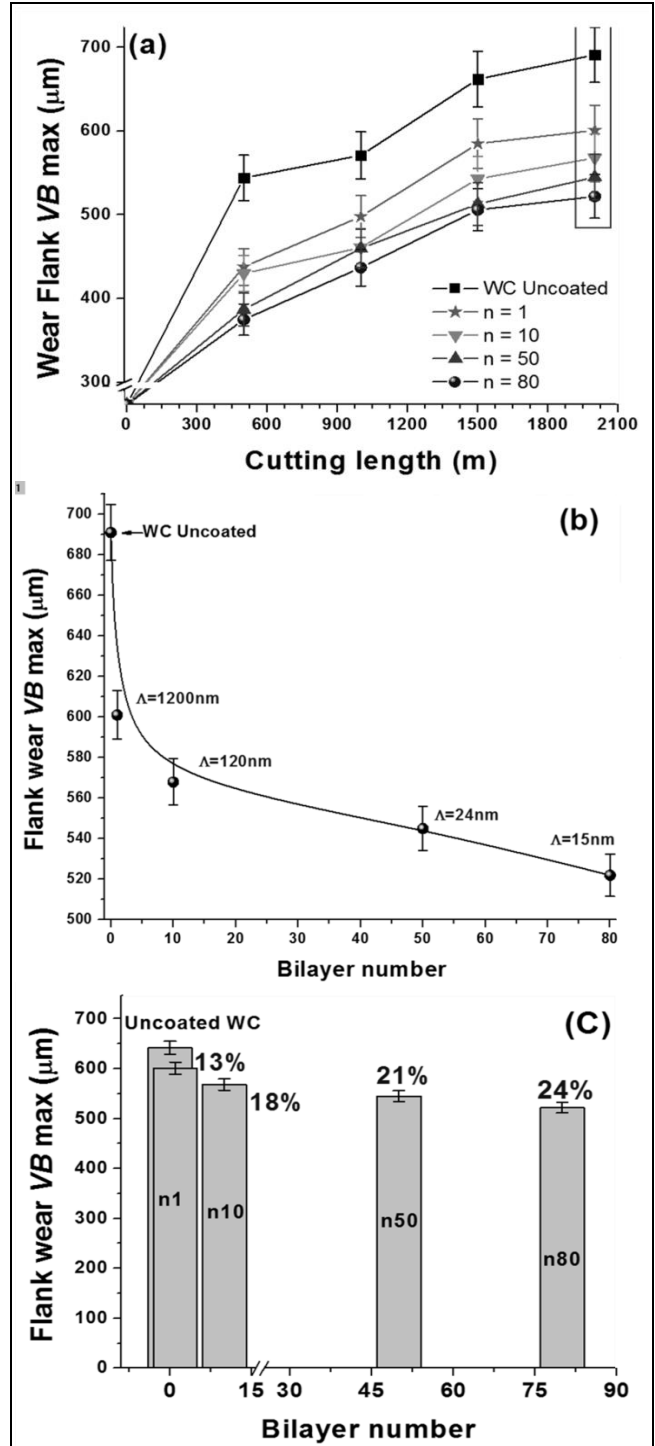 (a)
Wear Flank VB max (μm)
700
600
500
400
300
WC Uncoated
n = 1
n = 10
n = 50
n = 80
0 300 600 900 1200 1500 1800 2100
Cutting length (m)
1
(b)
Flank wear VB max (μm)
700
680
660
640
620
600
580
560
540
520
500
WC Uncoated
Λ=1200nm
Λ=120nm
Λ=24nm
Λ=15nm
0 10 20 30 40 50 60 70 80
Bilayer number
(C)
Flank wear VB max (μm)
700
600
500
400
300
200
100
0
Uncoated WC
13%
18%
21%
24%
n1
n10
n50
n80
0 15 30 45 60 75 90
Bilayer number